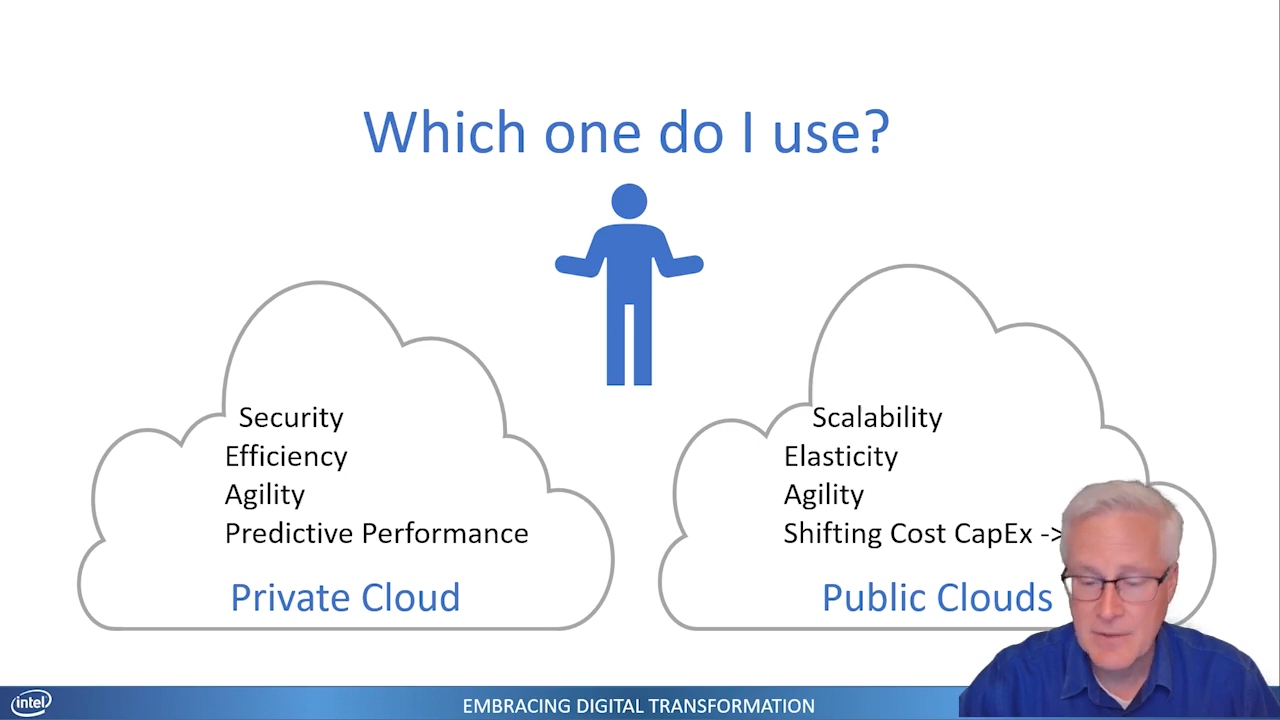 Which one do I use?
Security
Efficiency
Agility
Predictive Performance
Private Cloud
Scalability
Elasticity
Agility
Shifting Cost CapEx ->
Public Clouds
intel
EMBRACING DIGITAL TRANSFORMATION